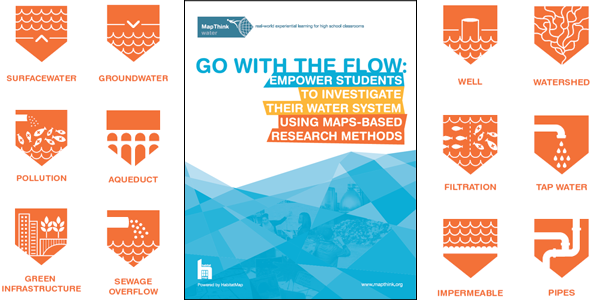 SURFACEWATER
GROUNDWATER
POLLUTION
AQUEDUCT
GREEN
INFRASTRUCTURE
SEWAGE
OVERFLOW
MapThink
water
real-world experiential learning for high school classrooms
GO WITH THE FLOW:
EMPOWER STUDENTS
TO INVESTIGATE
THEIR WATER SYSTEM
USING MAPS-BASED
RESEARCH METHODS
Powered by HabitatMap
www.mapthink.org
WELL
WATERSHED
FILTRATION
TAP WATER
IMPERMEABLE
PIPES